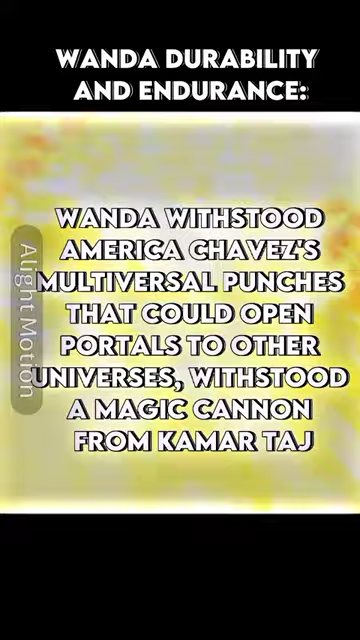 WANDA DURABILITY
AND ENDURANCE:
WANDA WITHSTOOD
AMERICA CHAVEZ'S
MULTIVERSAL PUNCHES
THAT COULD OPEN
PORTALS TO OTHER
UNIVERSES, WITHSTOOD
A MAGIC CANNON
FROM KAMAR TAJ
Alight Motion